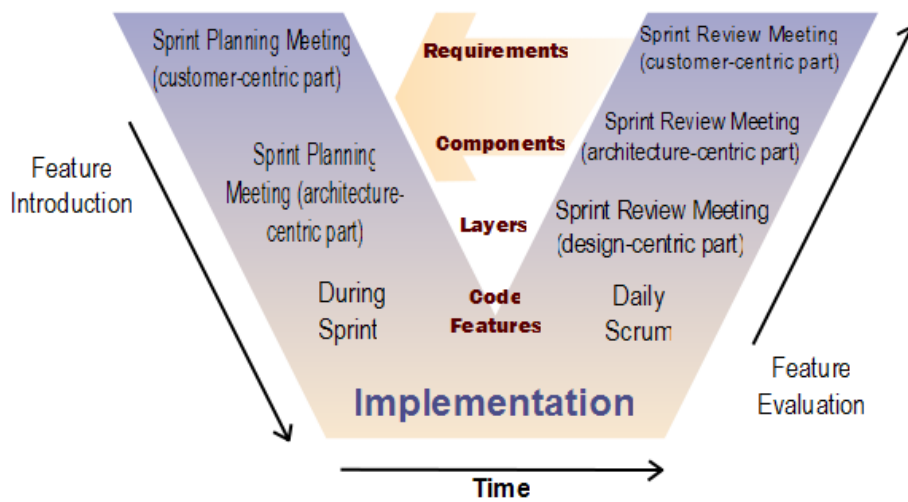 Sprint Planning Meeting
(customer-centric part)
Requirements
Sprint Review Meeting
(customer-centric part)
Feature
Introduction
Sprint Planning
Meeting (architecture-
centric part)
Components
Sprint Review Meeting
(architecture-centric part)
Layers
Sprint Review Meeting
(design-centric part)
During
Sprint
Code
Features
Daily
Scrum
Feature
Evaluation
Implementation
Time